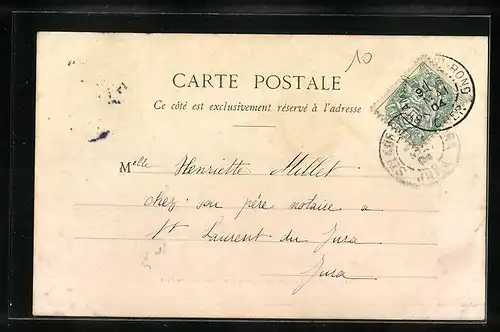 10
CARTE POSTALE
Ce côté est exclusivement réservé à l'adresse
Melle Henriette Millet
chez son père notaire a
St Laurent du Jura
Jura